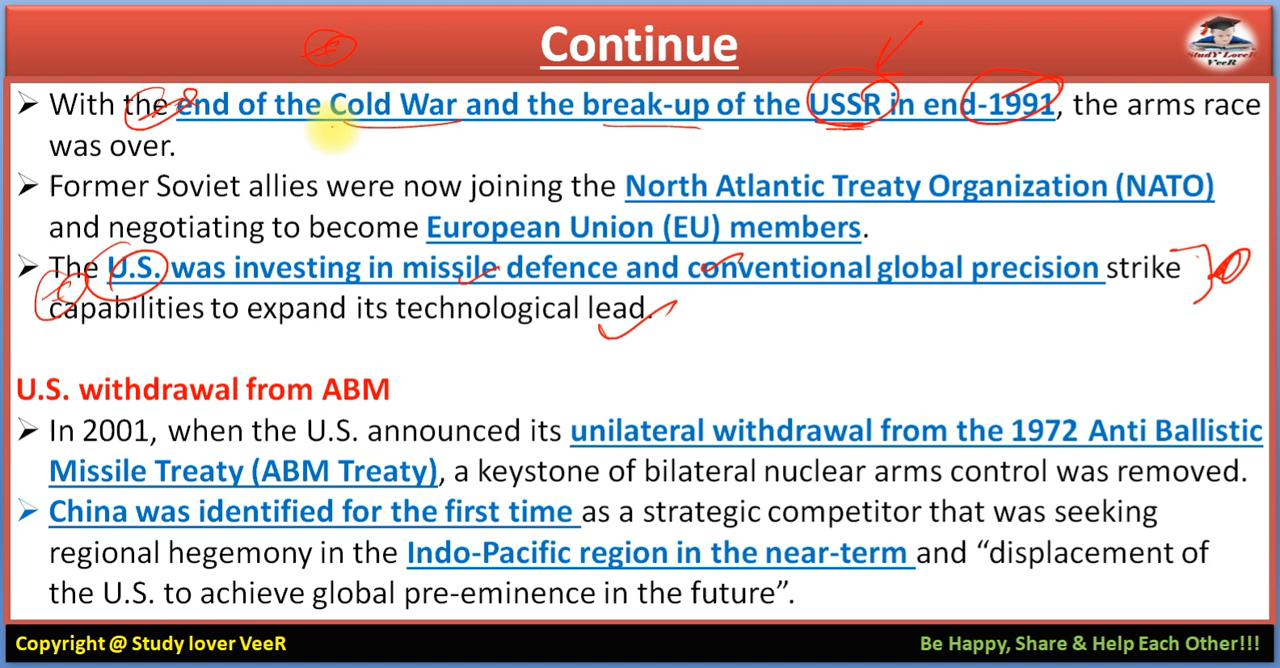 Continue
StudY LoveR
VeeR
➢ With the end of the Cold War and the break-up of the USSR in end-1991, the arms race
was over.
➢ Former Soviet allies were now joining the North Atlantic Treaty Organization (NATO)
and negotiating to become European Union (EU) members.
➢ The U.S. was investing in missile defence and conventional global precision strike
capabilities to expand its technological lead.
U.S. withdrawal from ABM
➢ In 2001, when the U.S. announced its unilateral withdrawal from the 1972 Anti Ballistic
Missile Treaty (ABM Treaty), a keystone of bilateral nuclear arms control was removed.
➢ China was identified for the first time as a strategic competitor that was seeking
regional hegemony in the Indo-Pacific region in the near-term and “displacement of
the U.S. to achieve global pre-eminence in the future”.
Copyright @ Study lover VeeR
Be Happy, Share & Help Each Other!!!